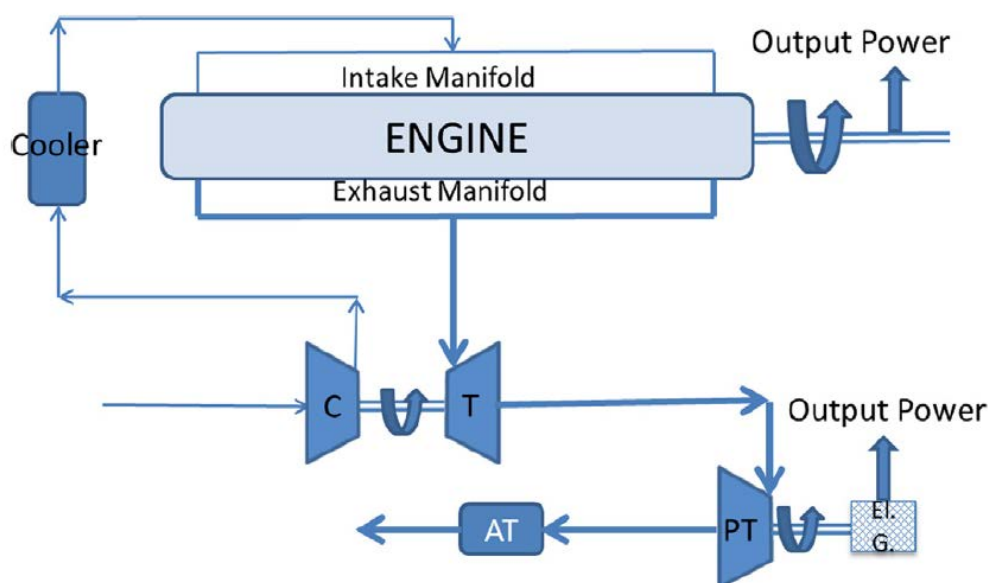 Output Power
Intake Manifold
Cooler
ENGINE
Exhaust Manifold
C
T
Output Power
El.
G.
AT
PT